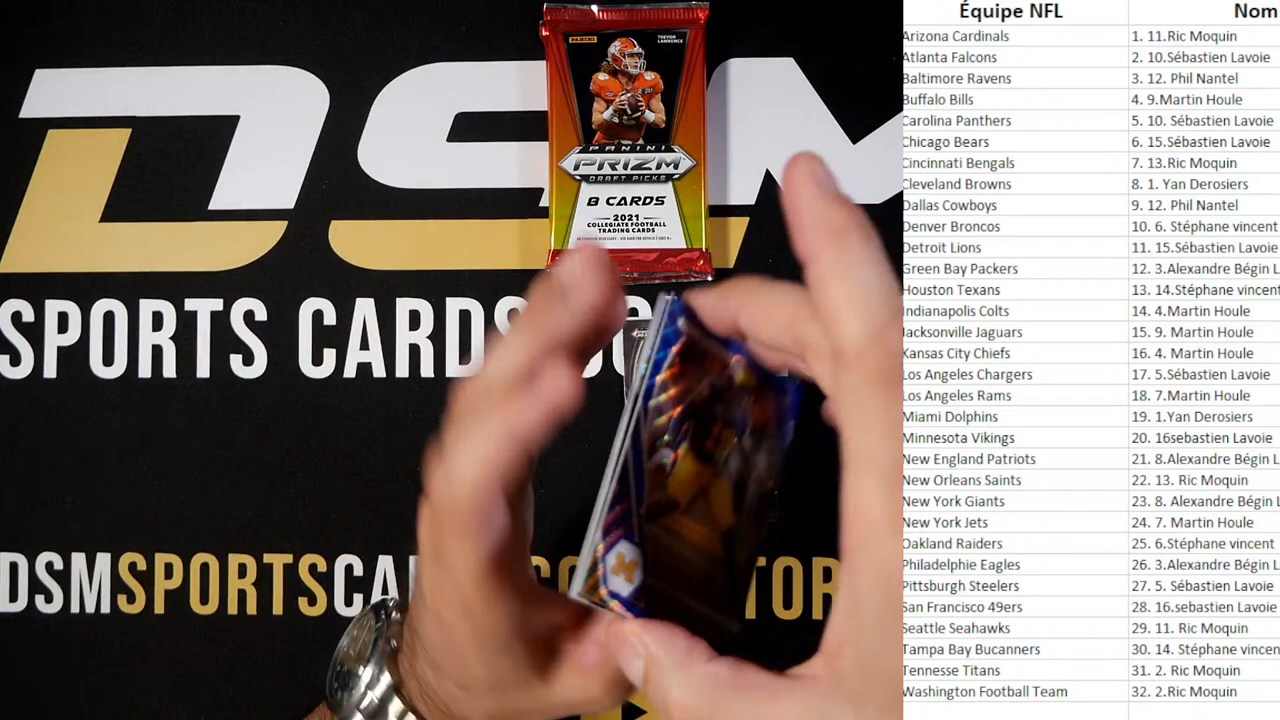 DSM
SPORTS CARDS
DSMSPORTSCA
TOR
PANINI
TREVOR
LAWRENCE
PANINI
PRIZM
DRAFT PICKS
8 CARDS
2021
COLLEGIATE FOOTBALL
TRADING CARDS
M
Équipe NFL Nom
Arizona Cardinals 1. 11.Ric Moquin
Atlanta Falcons 2. 10.Sébastien Lavoie
Baltimore Ravens 3. 12. Phil Nantel
Buffalo Bills 4. 9.Martin Houle
Carolina Panthers 5. 10. Sébastien Lavoie
Chicago Bears 6. 15.Sébastien Lavoie
Cincinnati Bengals 7. 13.Ric Moquin
Cleveland Browns 8. 1. Yan Derosiers
Dallas Cowboys 9. 12. Phil Nantel
Denver Broncos 10. 6. Stéphane vincent
Detroit Lions 11. 15.Sébastien Lavoie
Green Bay Packers 12. 3.Alexandre Bégin L
Houston Texans 13. 14.Stéphane vincent
Indianapolis Colts 14. 4.Martin Houle
Jacksonville Jaguars 15. 9. Martin Houle
Kansas City Chiefs 16. 4. Martin Houle
Los Angeles Chargers 17. 5.Sébastien Lavoie
Los Angeles Rams 18. 7.Martin Houle
Miami Dolphins 19. 1.Yan Derosiers
Minnesota Vikings 20. 16sebastien Lavoie
New England Patriots 21. 8.Alexandre Bégin L
New Orleans Saints 22. 13. Ric Moquin
New York Giants 23. 8. Alexandre Bégin L
New York Jets 24. 7. Martin Houle
Oakland Raiders 25. 6.Stéphane vincent
Philadelphie Eagles 26. 3.Alexandre Bégin L
Pittsburgh Steelers 27. 5. Sébastien Lavoie
San Francisco 49ers 28. 16.sebastien Lavoie
Seattle Seahawks 29. 11. Ric Moquin
Tampa Bay Bucanners 30. 14. Stéphane vincen
Tennesse Titans 31. 2. Ric Moquin
Washington Football Team 32. 2.Ric Moquin